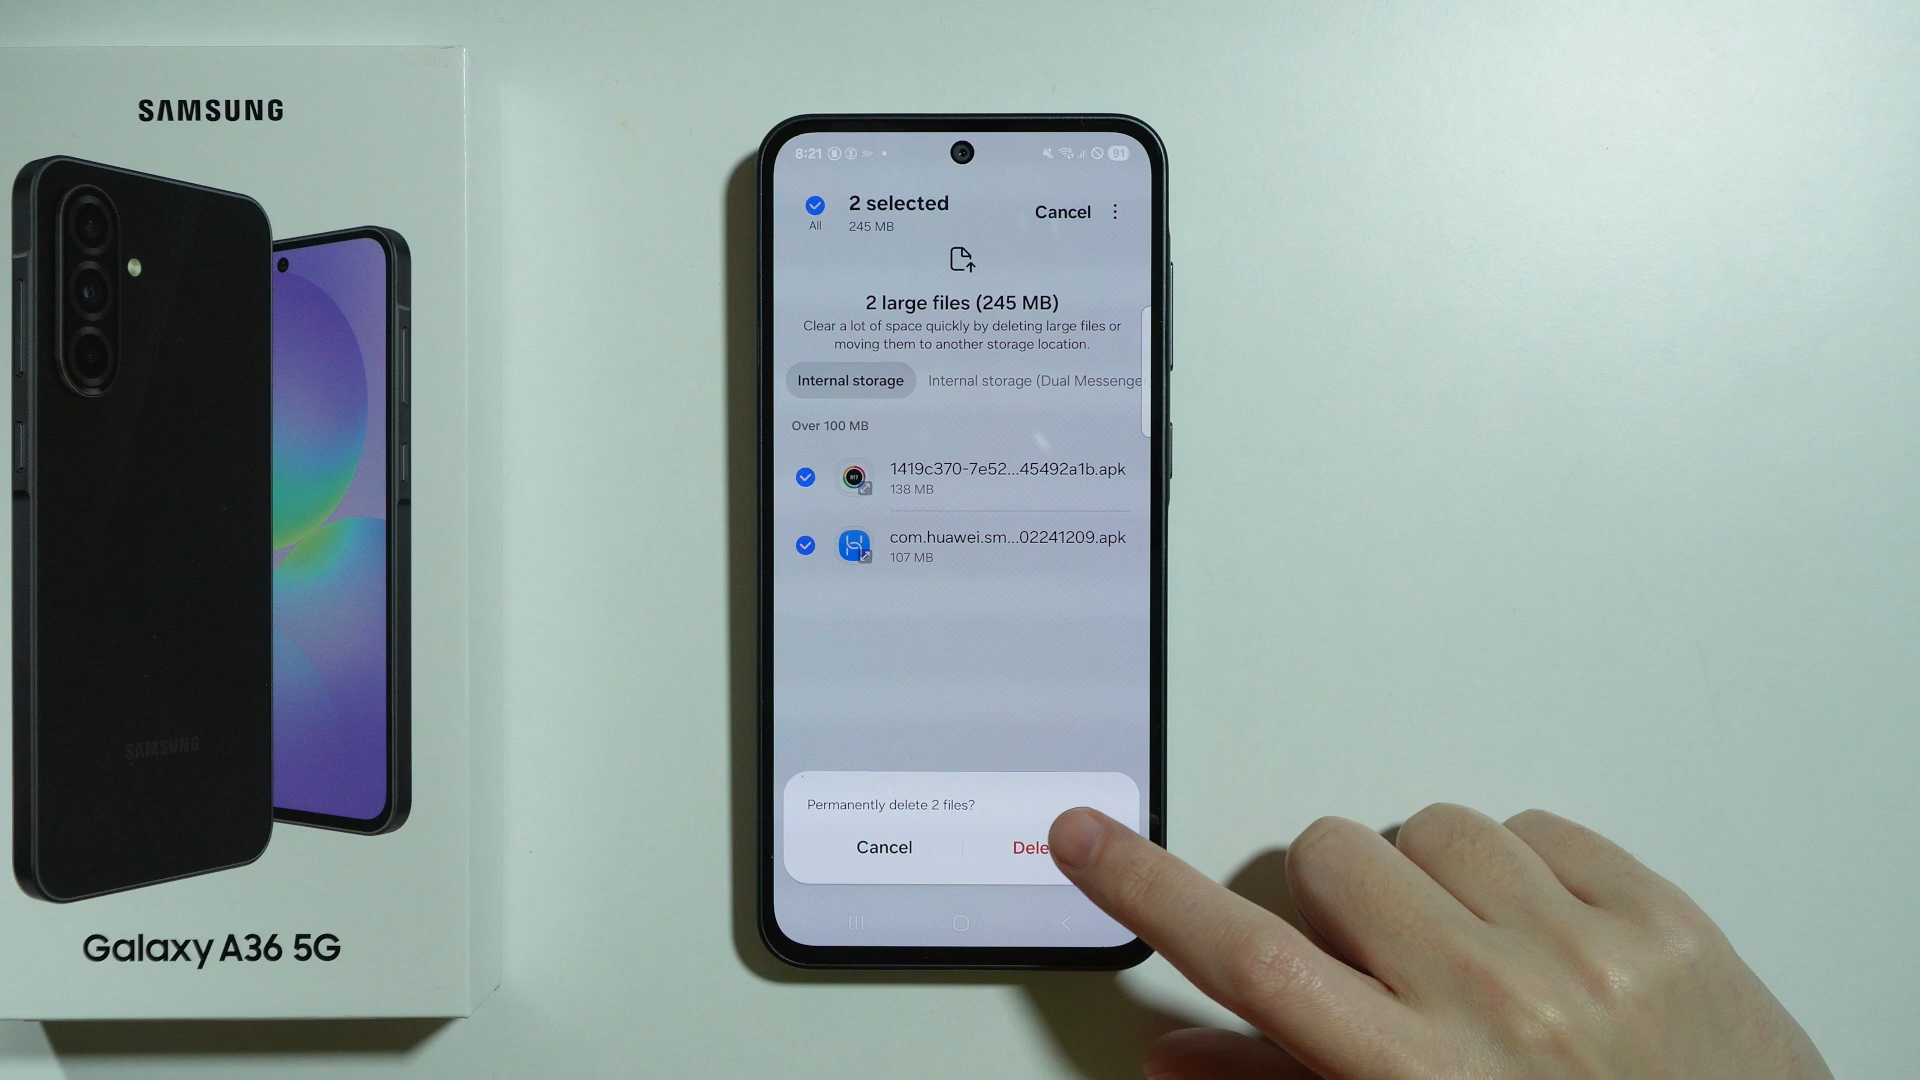 SAMSUNG
SAMSUNG
Galaxy A36 5G
8:21
91
2 selected
Cancel
All
245 MB
2 large files (245 MB)
Clear a lot of space quickly by deleting large files or
moving them to another storage location.
Internal storage
Internal storage (Dual Messenge
Over 100 MB
1419c370-7e52...45492a1b.apk
138 MB
com.huawei.sm...02241209.apk
107 MB
Permanently delete 2 files?
Cancel
Dele